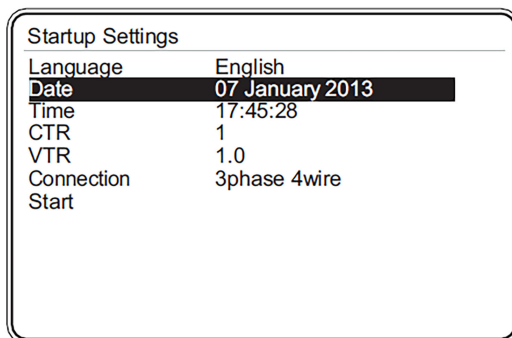 Startup Settings
Language English
Date 07 January 2013
Time 17:45:28
CTR 1
VTR 1.0
Connection 3phase 4wire
Start